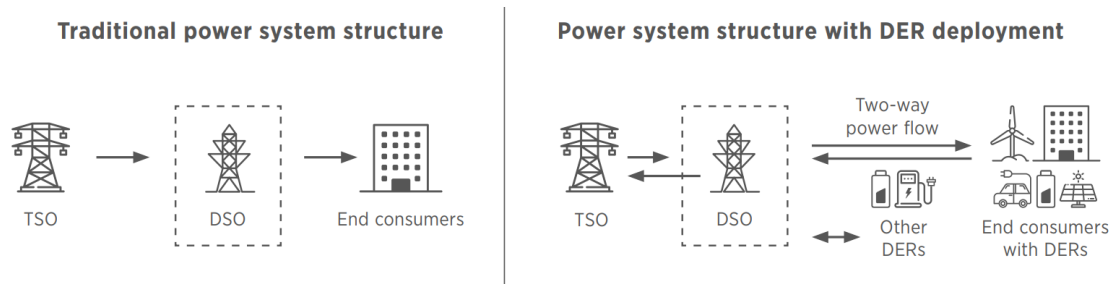 Traditional power system structure
TSO
DSO
End consumers
Power system structure with DER deployment
Two-way
power flow
TSO
DSO
Other
DERs
End consumers
with DERs